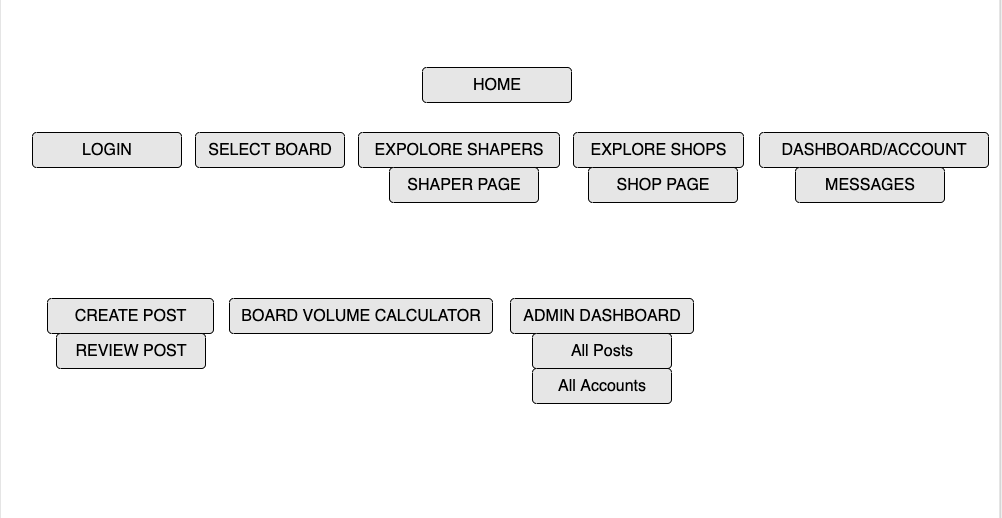 HOME
LOGIN
SELECT BOARD
EXPOLORE SHAPERS
EXPLORE SHOPS
DASHBOARD/ACCOUNT
SHAPER PAGE
SHOP PAGE
MESSAGES
CREATE POST
BOARD VOLUME CALCULATOR
ADMIN DASHBOARD
REVIEW POST
All Posts
All Accounts